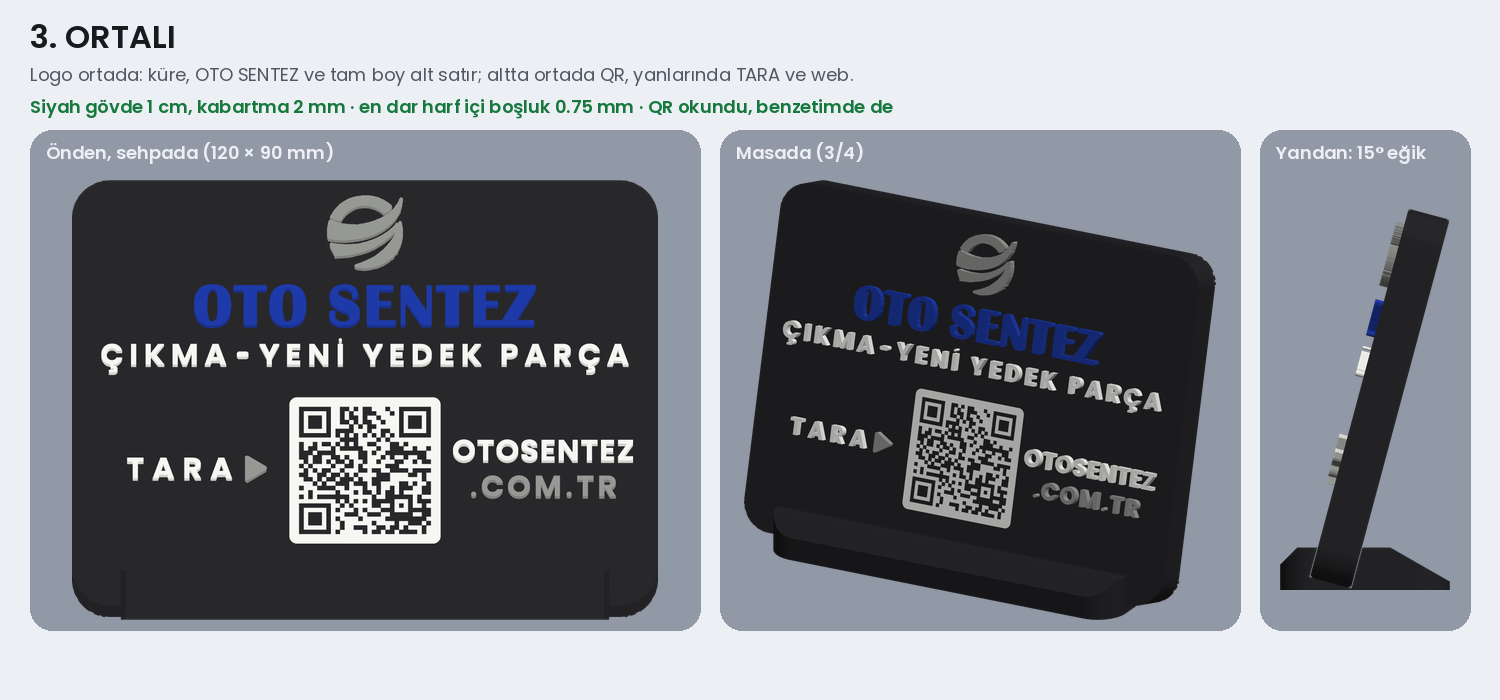 3. ORTALI
Logo ortada: küre, OTO SENTEZ ve tam boy alt satır; altta ortada QR, yanlarında TARA ve web.
Siyah gövde 1 cm, kabartma 2 mm · en dar harf içi boşluk 0.75 mm · QR okundu, benzetimde de
Önden, sehpada (120 × 90 mm)
OTO SENTEZ
ÇIKMA-YENİ YEDEK PARÇA
TARA
OTOSENTEZ
.COM.TR
Masada (3/4)
OTO SENTEZ
ÇIKMA-YENİ YEDEK PARÇA
TARA
OTOSENTEZ
.COM.TR
Yandan: 15° eğik